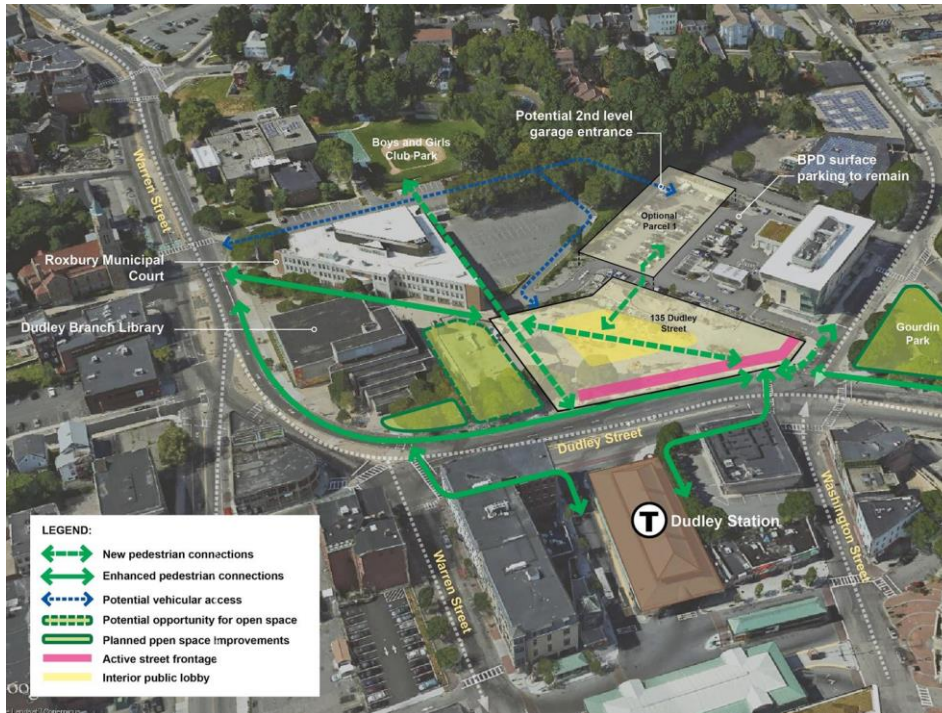 Potential 2nd level
garage entrance
Boys and Girls
Club Park
BPD surface
parking to remain
Warren Street
Optional
Parcel 1
Roxbury Municipal
Court
Dudley Branch Library
135 Dudley
Street
Gourdin
Park
Dudley Street
Washington Street
T
Dudley Station
Warren Street
LEGEND:
New pedestrian connections
Enhanced pedestrian connections
Potential vehicular access
Potential opportunity for open space
Planned ppen space Improvements
Active street frontage
Interior public lobby